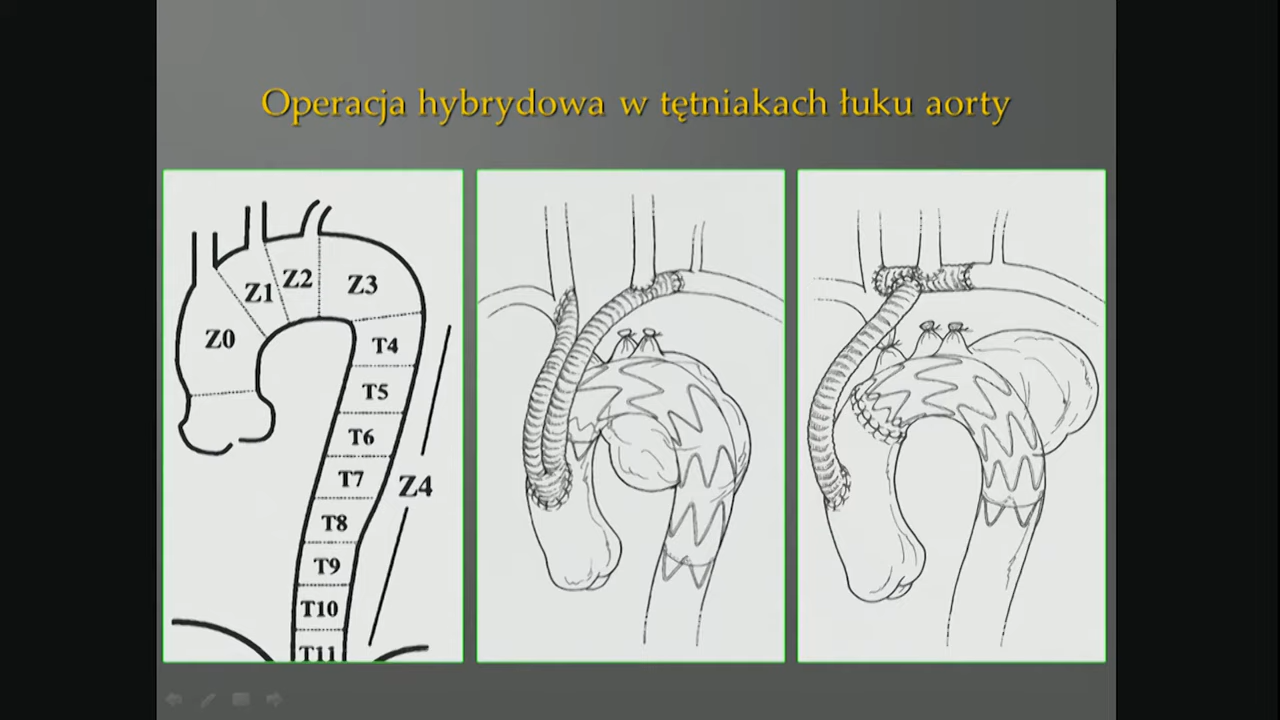 Operacja hybrydowa w tętniakach łuku aorty
Z0
Z1
Z2
Z3
T4
T5
T6
T7
Z4
T8
T9
T10
T11